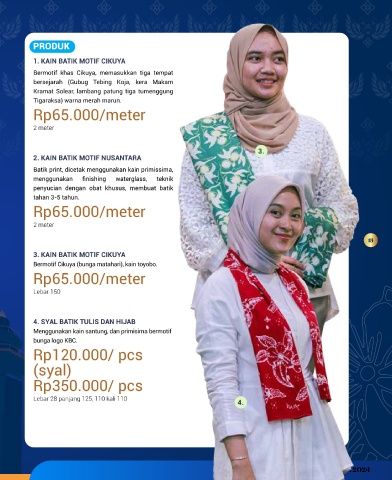 PRODUK
1. KAIN BATIK MOTIF CIKUYA
Bermotif khas Cikuya, memasukkan tiga tempat
bersejarah (Gubug Tebing Koja, kera Makam
Kramat Solear, lambang patung tiga tumenggung
Tigaraksa) warna merah marun.
Rp65.000/meter
2 meter
2. KAIN BATIK MOTIF NUSANTARA
Batik print, dicetak menggunakan kain primissima,
menggunakan finishing waterglass, teknik
penyucian dengan obat khusus, membuat batik
tahan 3-5 tahun.
Rp65.000/meter
2 meter
3. KAIN BATIK MOTIF CIKUYA
Bermotif Cikuya (bunga matahari), kain toyobo.
Rp65.000/meter
Lebar 150
4. SYAL BATIK TULIS DAN HIJAB
Menggunakan kain santung, dan primisima bermotif
bunga logo KBC.
Rp120.000/ pcs
(syal)
Rp350.000/ pcs
Lebar 28 panjang 125, 110 kali 110
3.
4.
2024